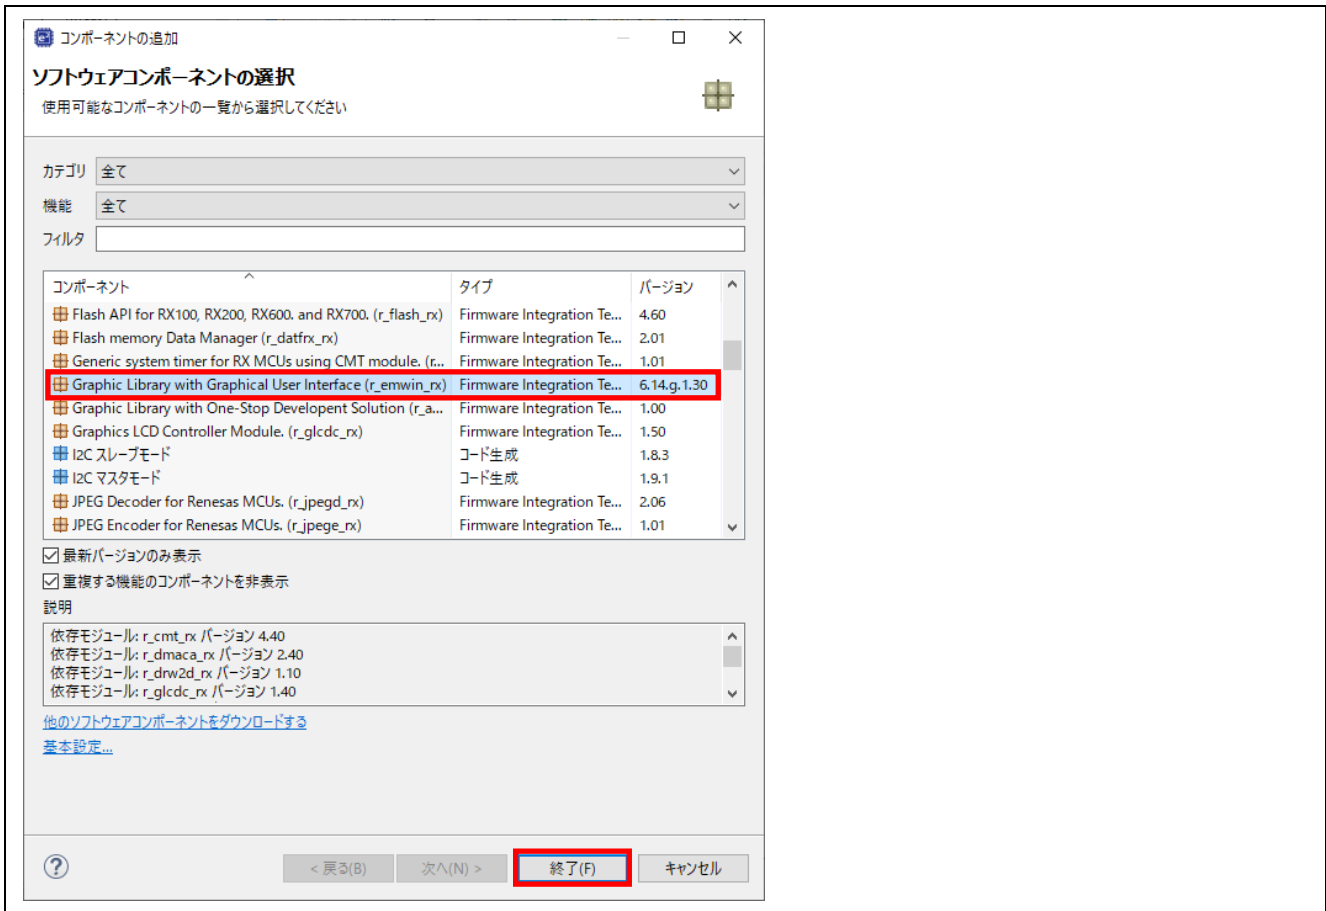 コンポーネントの追加
ソフトウェアコンポーネントの選択
使用可能なコンポーネントの一覧から選択してください
カテゴリ 全て
機能 全て
フィルタ
コンポーネント タイプ バージョン
Flash API for RX100, RX200, RX600. and RX700. (r_flash_rx) Firmware Integration Te... 4.60
Flash memory Data Manager (r_datfrx_rx) Firmware Integration Te... 2.01
Generic system timer for RX MCUs using CMT module. (r... Firmware Integration Te... 1.01
Graphic Library with Graphical User Interface (r_emwin_rx) Firmware Integration Te... 6.14.g.1.30
Graphic Library with One-Stop Developent Solution (r_a... Firmware Integration Te... 1.00
Graphics LCD Controller Module. (r_glcdc_rx) Firmware Integration Te... 1.50
I2C スレーブモード コード生成 1.8.3
I2C マスタモード コード生成 1.9.1
JPEG Decoder for Renesas MCUs. (r_jpegd_rx) Firmware Integration Te... 2.06
JPEG Encoder for Renesas MCUs. (r_jpege_rx) Firmware Integration Te... 1.01
最新バージョンのみ表示
重複する機能のコンポーネントを非表示
説明
依存モジュール: r_cmt_rx バージョン 4.40
依存モジュール: r_dmaca_rx バージョン 2.40
依存モジュール: r_drw2d_rx バージョン 1.10
依存モジュール: r_glcdc_rx バージョン 1.40
他のソフトウェアコンポーネントをダウンロードする
基本設定...
? < 戻る(B) 次へ(N) > 終了(F) キャンセル